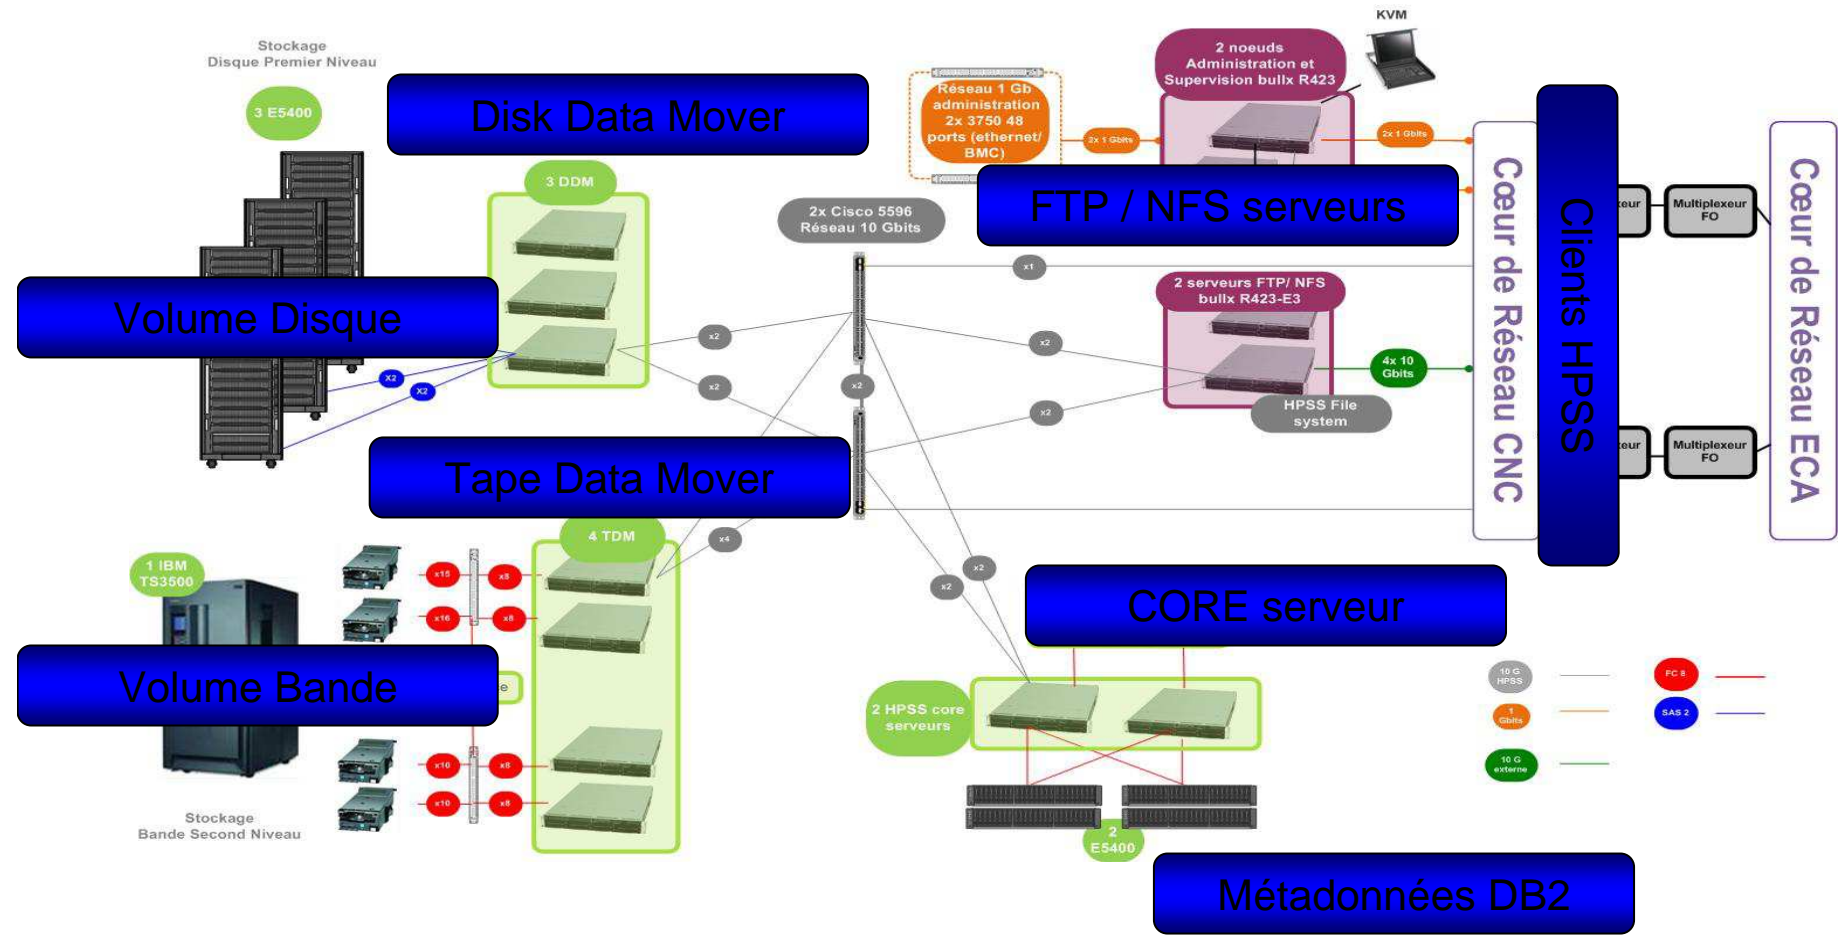 KVM
Stockage
Disque Premier Niveau
3 E5400
Disk Data Mover
3 DDM
2 noeuds
Administration et
Supervision bullx R423
Réseau 1 Gb
administration
2x 3750 48
ports (ethernet/
BMC)
2x 1 Gbits
2x 1 Gbits
FTP / NFS serveurs
2x Cisco 5596
Réseau 10 Gbits
x1
2 serveurs FTP/ NFS
bullx R423-E3
Volume Disque
x2
x2
x2
x2
x2
X2
X2
4x 10
Gbits
HPSS File
system
Cœur de Réseau CNC
Clients HPSS
xeur
Multiplexeur
FO
eur
Multiplexeur
FO
Cœur de Réseau ECA
Tape Data Mover
4 TDM
x4
x2
x2
1 IBM
TS3500
x15
x8
x16
x8
Volume Bande
e
x10
x8
x10
x8
Stockage
Bande Second Niveau
CORE serveur
2 HPSS core
serveurs
2
E5400
Métadonnées DB2
10 G
HPSS
FC 8
1
Gbits
SAS 2
10 G
externe